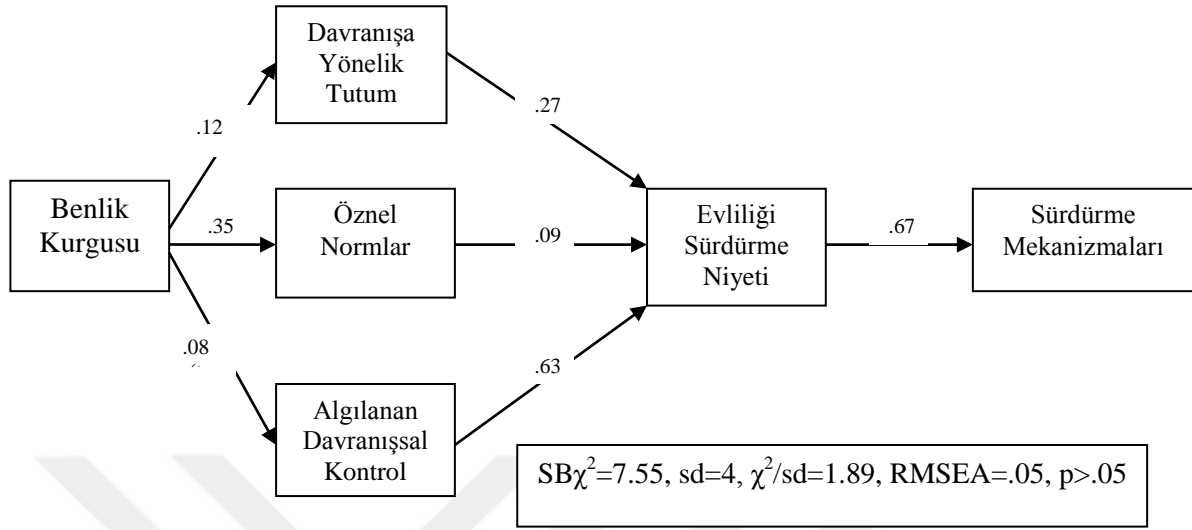 Davranışa
Yönelik
Tutum
.27
.12
Benlik
Kurgusu
.35
Öznel
Normlar
.09
Evliliği
Sürdürme
Niyeti
.67
Sürdürme
Mekanizmaları
.08
.63
Algılanan
Davranışsal
Kontrol
SBχ²=7.55, sd=4, χ²/sd=1.89, RMSEA=.05, p>.05